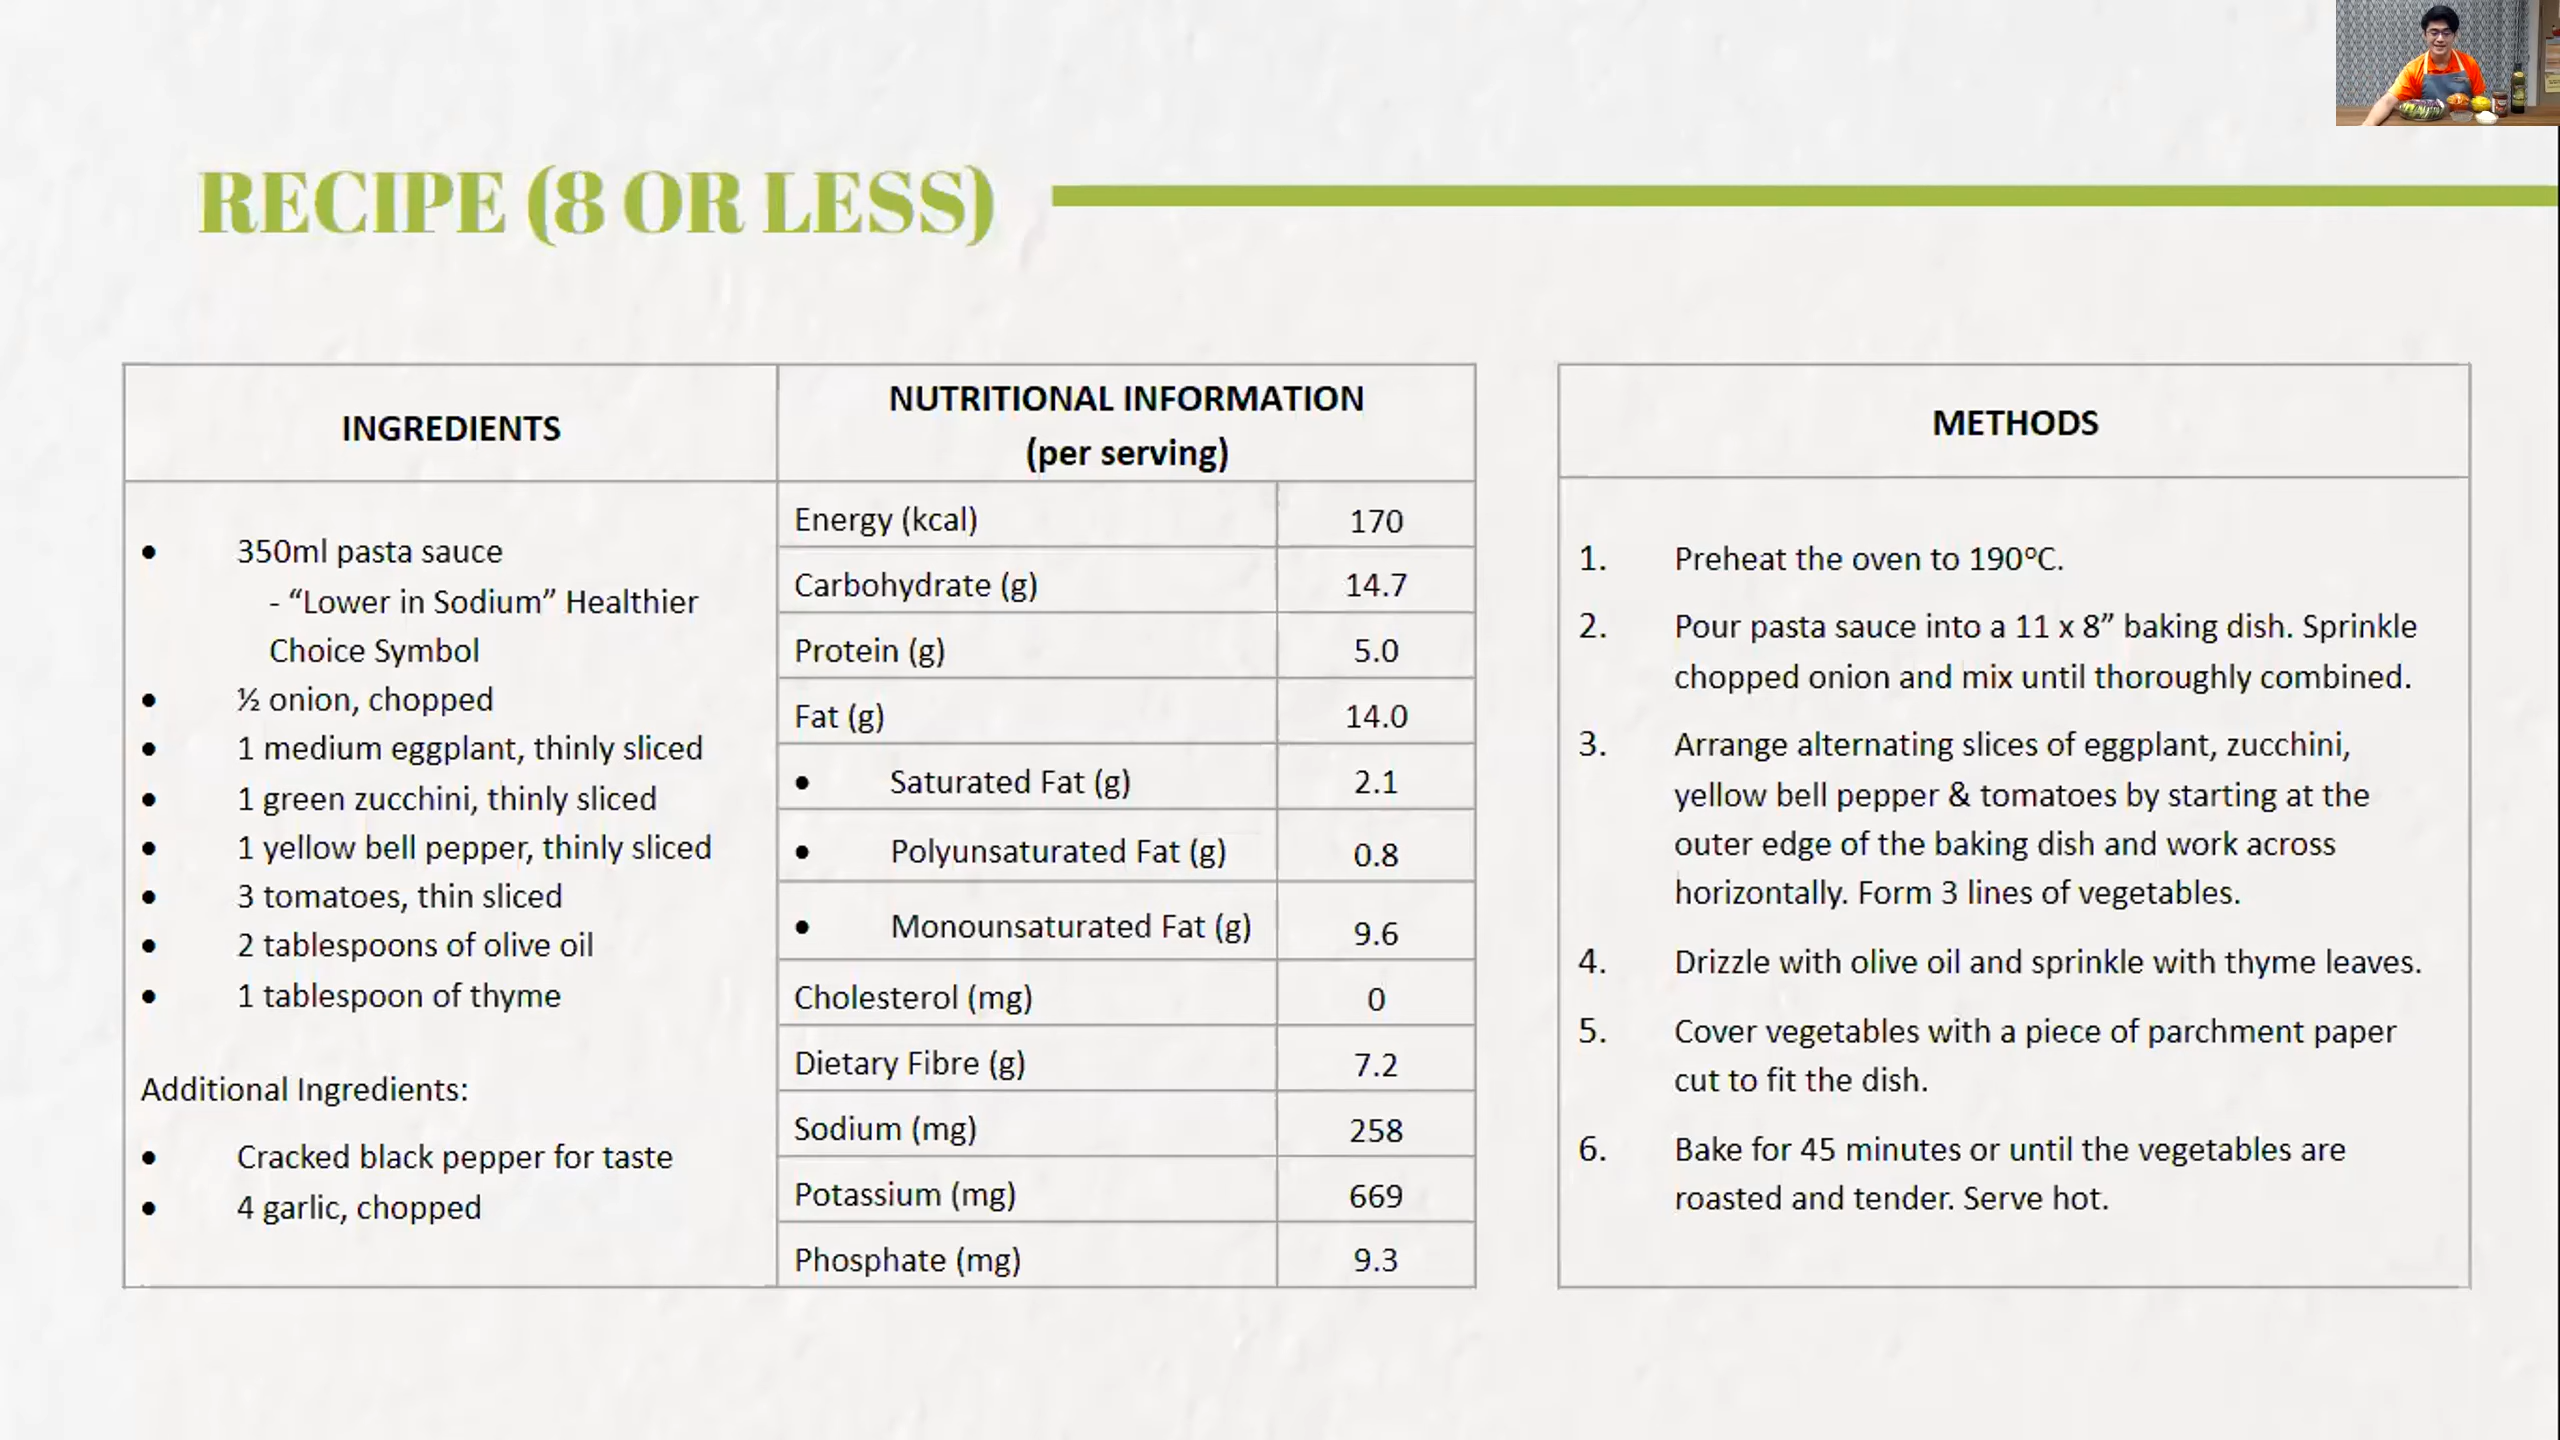 RECIPE (8 OR LESS)
INGREDIENTS
350ml pasta sauce
- “Lower in Sodium” Healthier
Choice Symbol
½ onion, chopped
1 medium eggplant, thinly sliced
1 green zucchini, thinly sliced
1 yellow bell pepper, thinly sliced
3 tomatoes, thin sliced
2 tablespoons of olive oil
1 tablespoon of thyme
Additional Ingredients:
Cracked black pepper for taste
4 garlic, chopped
NUTRITIONAL INFORMATION
(per serving)
Energy (kcal) 170
Carbohydrate (g) 14.7
Protein (g) 5.0
Fat (g) 14.0
Saturated Fat (g) 2.1
Polyunsaturated Fat (g) 0.8
Monounsaturated Fat (g) 9.6
Cholesterol (mg) 0
Dietary Fibre (g) 7.2
Sodium (mg) 258
Potassium (mg) 669
Phosphate (mg) 9.3
METHODS
1. Preheat the oven to 190°C.
2. Pour pasta sauce into a 11 x 8” baking dish. Sprinkle
chopped onion and mix until thoroughly combined.
3. Arrange alternating slices of eggplant, zucchini,
yellow bell pepper & tomatoes by starting at the
outer edge of the baking dish and work across
horizontally. Form 3 lines of vegetables.
4. Drizzle with olive oil and sprinkle with thyme leaves.
5. Cover vegetables with a piece of parchment paper
cut to fit the dish.
6. Bake for 45 minutes or until the vegetables are
roasted and tender. Serve hot.